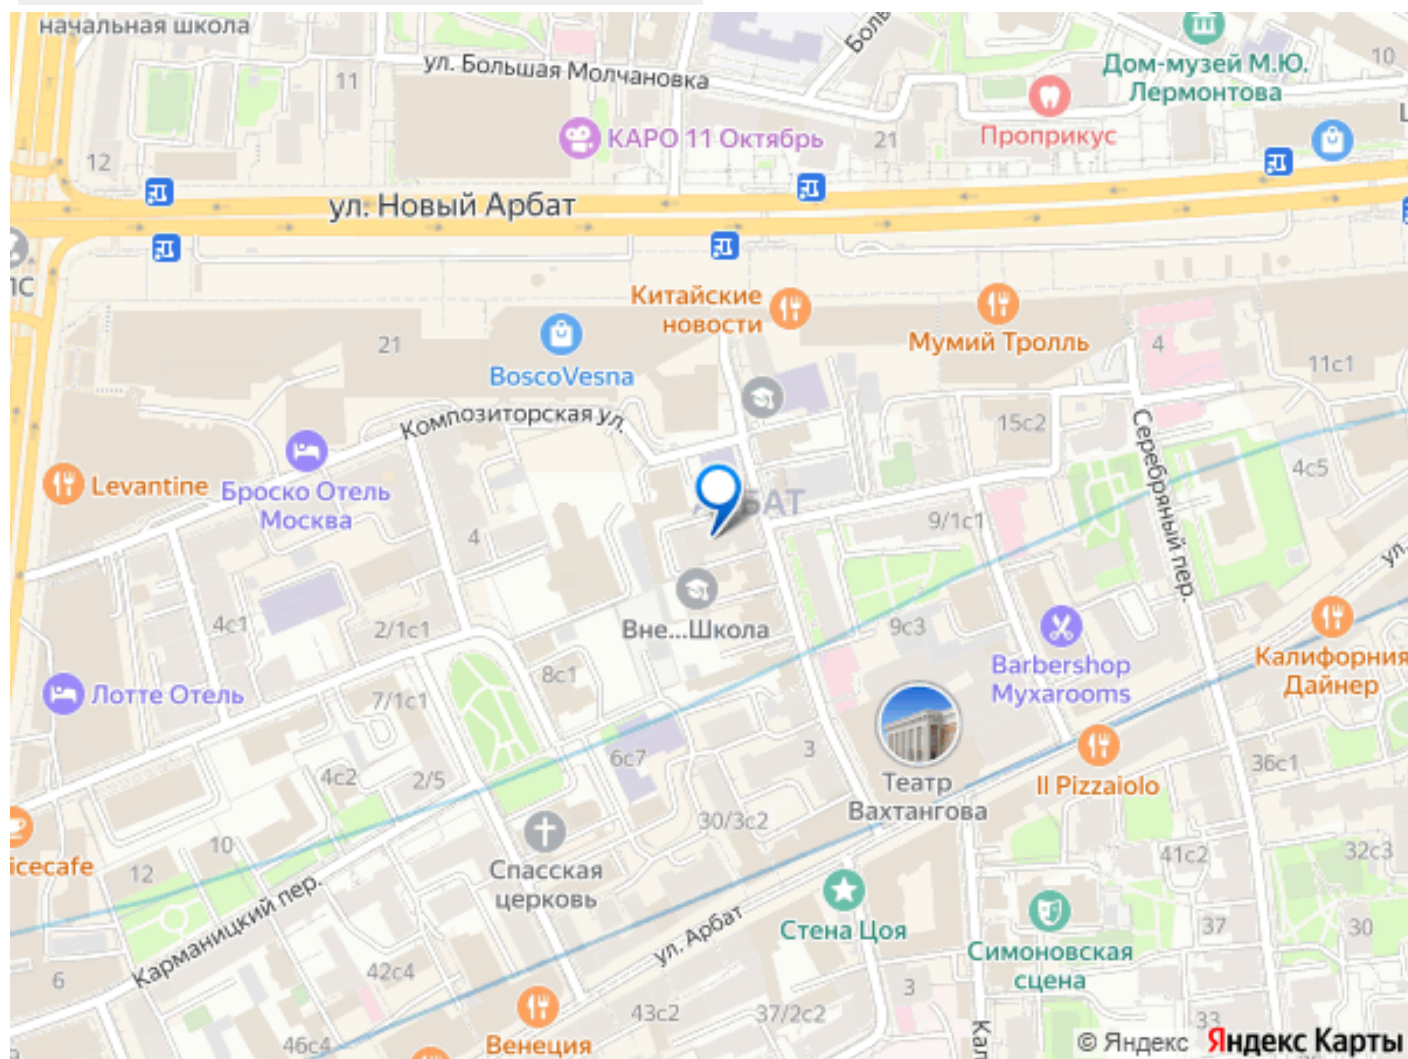 начальная школа
11
ул. Большая Молчановка
Дом-музей М.Ю.
Лермонтова
10
Проприкус
КАРО 11 Октябрь
21
12
ул. Новый Арбат
Китайские
новости
Мумий Тролль
4
11с1
21
BoscoVesna
Композиторская ул.
15с2
Серебряный пер.
4с5
Levantine
Броско Отель
Москва
4
9/1с1
4с1
2/1с1
Вне...Школа
9с3
Barbershop
Myxarooms
Калифорния
Дайнер
Лотте Отель
8с1
7/1с1
6с7
3
Театр
Вахтангова
Il Pizzaiolo
36с1
4с2
2/5
30/3с2
icecafe
10
12
Спасская
церковь
41с2
32с3
Карманицкий пер.
ул. Арбат
Стена Цоя
Симоновская
сцена
37
30
6
42с4
3
43с2
37/2с2
33
46с4
Венеция
© Яндекс Яндекс Карты